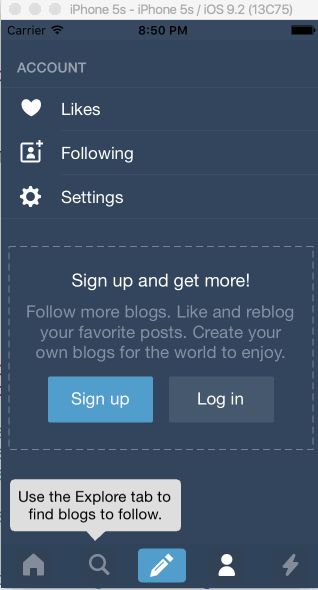 iPhone 5s - iPhone 5s / iOS 9.2 (13C75)
Carrier 8:50 PM
ACCOUNT
Likes
Following
Settings
Sign up and get more!
Follow more blogs. Like and reblog
your favorite posts. Create your
own blogs for the world to enjoy.
Sign up Log in
Use the Explore tab to
find blogs to follow.